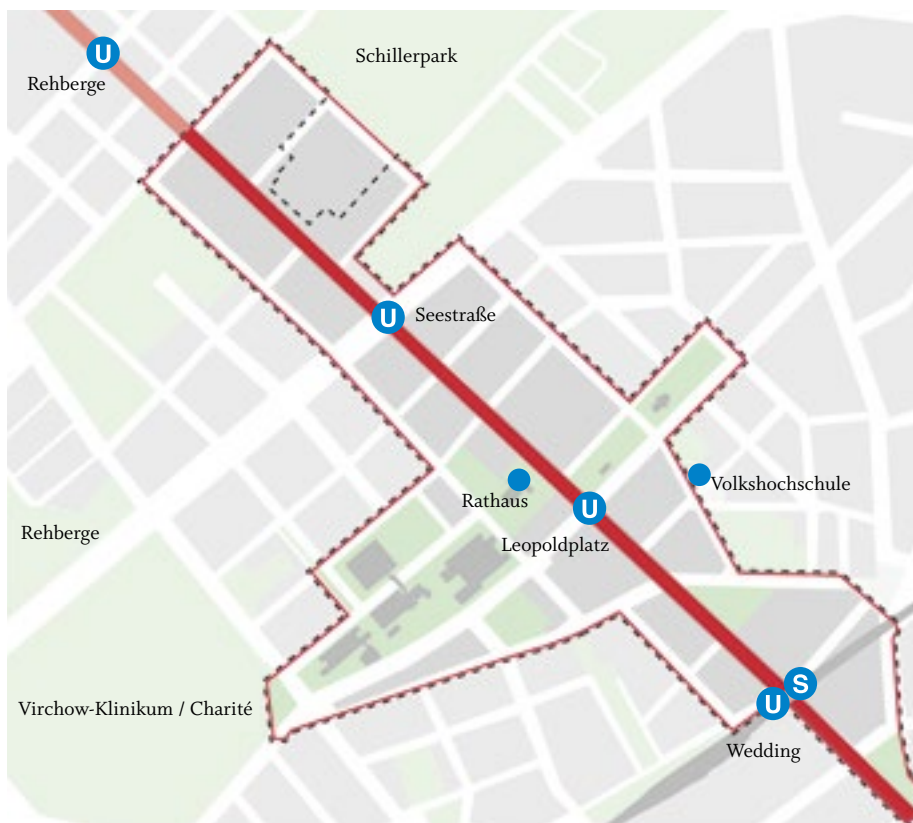 U
Schillerpark
Rehberge
U
Seestraße
Rathaus
Volkshochschule
U
Leopoldplatz
Rehberge
S
U
Virchow-Klinikum / Charité
Wedding